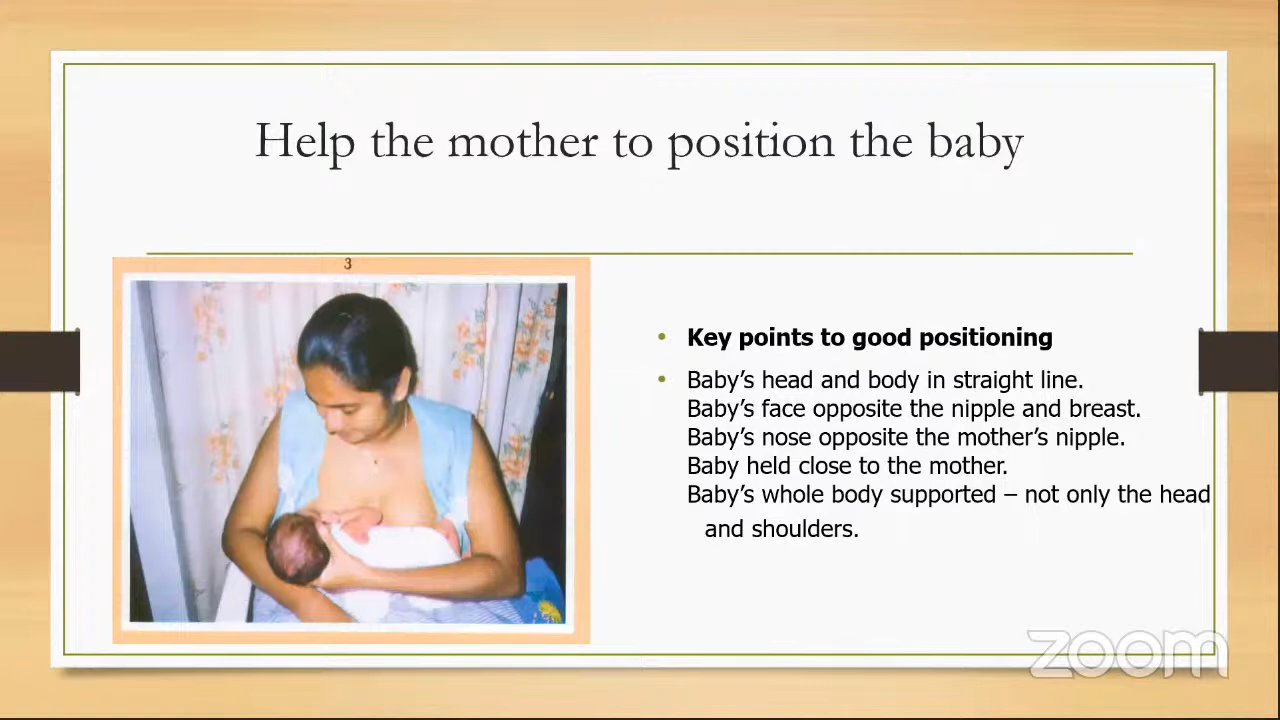 Help the mother to position the baby
3
• Key points to good positioning
• Baby’s head and body in straight line.
Baby’s face opposite the nipple and breast.
Baby’s nose opposite the mother’s nipple.
Baby held close to the mother.
Baby’s whole body supported – not only the head
and shoulders.
zoom